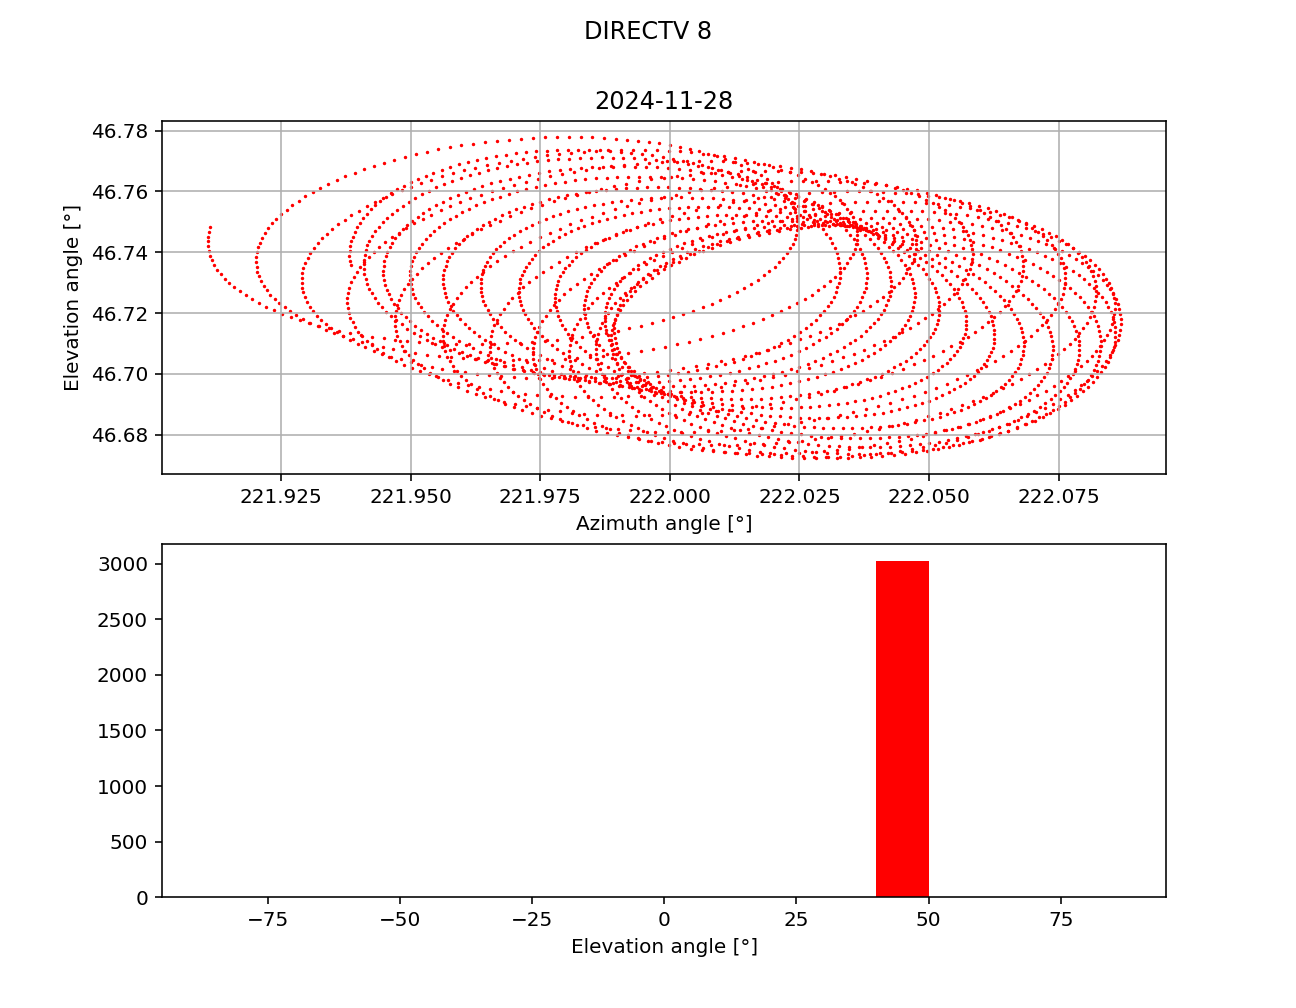 DIRECTV 8
2024-11-28
46.78
46.76
46.74
46.72
46.70
46.68
Elevation angle [°]
221.925 221.950 221.975 222.000 222.025 222.050 222.075
Azimuth angle [°]
3000
2500
2000
1500
1000
500
0
−75 −50 −25 0 25 50 75
Elevation angle [°]